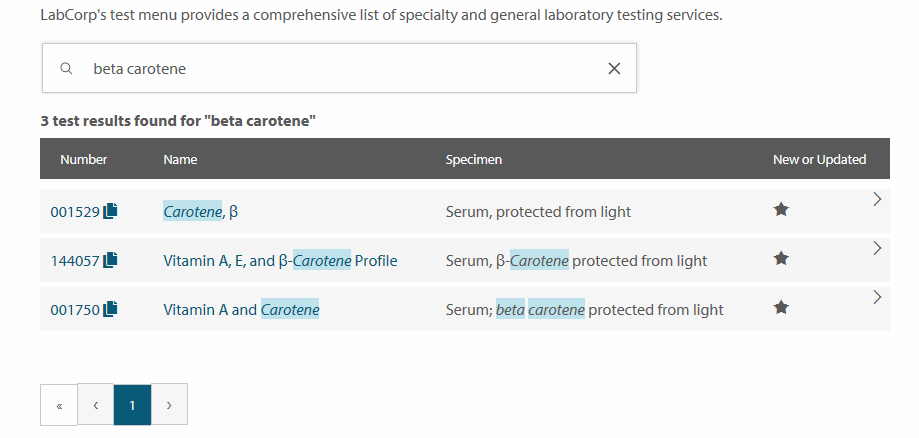 LabCorp's test menu provides a comprehensive list of specialty and general laboratory testing services.
beta carotene
3 test results found for "beta carotene"
Number Name Specimen New or Updated
001529 Carotene, β Serum, protected from light
144057 Vitamin A, E, and β-Carotene Profile Serum, β-Carotene protected from light
001750 Vitamin A and Carotene Serum; beta carotene protected from light
« ‹ 1 ›